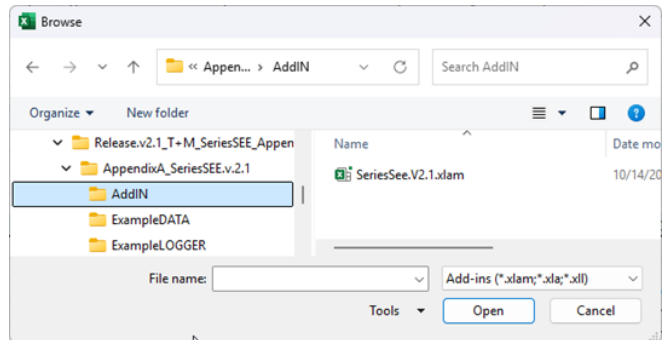 Browse
« Appen... › AddIN
Search AddIN
Organize
New folder
Release.v2.1_T+M_SeriesSEE_Appen
AppendixA_SeriesSEE.v.2.1
AddIN
ExampleDATA
ExampleLOGGER
Name
Date mo
SeriesSee.V2.1.xlam
10/14/20
File name:
Add-ins (*.xlam;*.xla;*.xll)
Tools
Open
Cancel